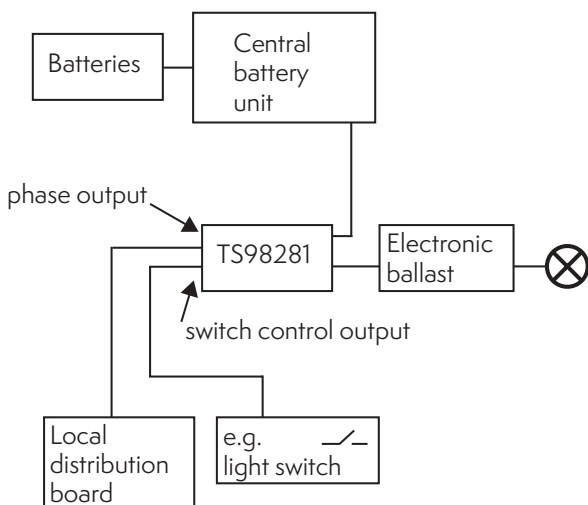 Batteries
Central
battery
unit
phase output
TS98281
Electronic
ballast
switch control output
Local
distribution
board
e.g.
light switch